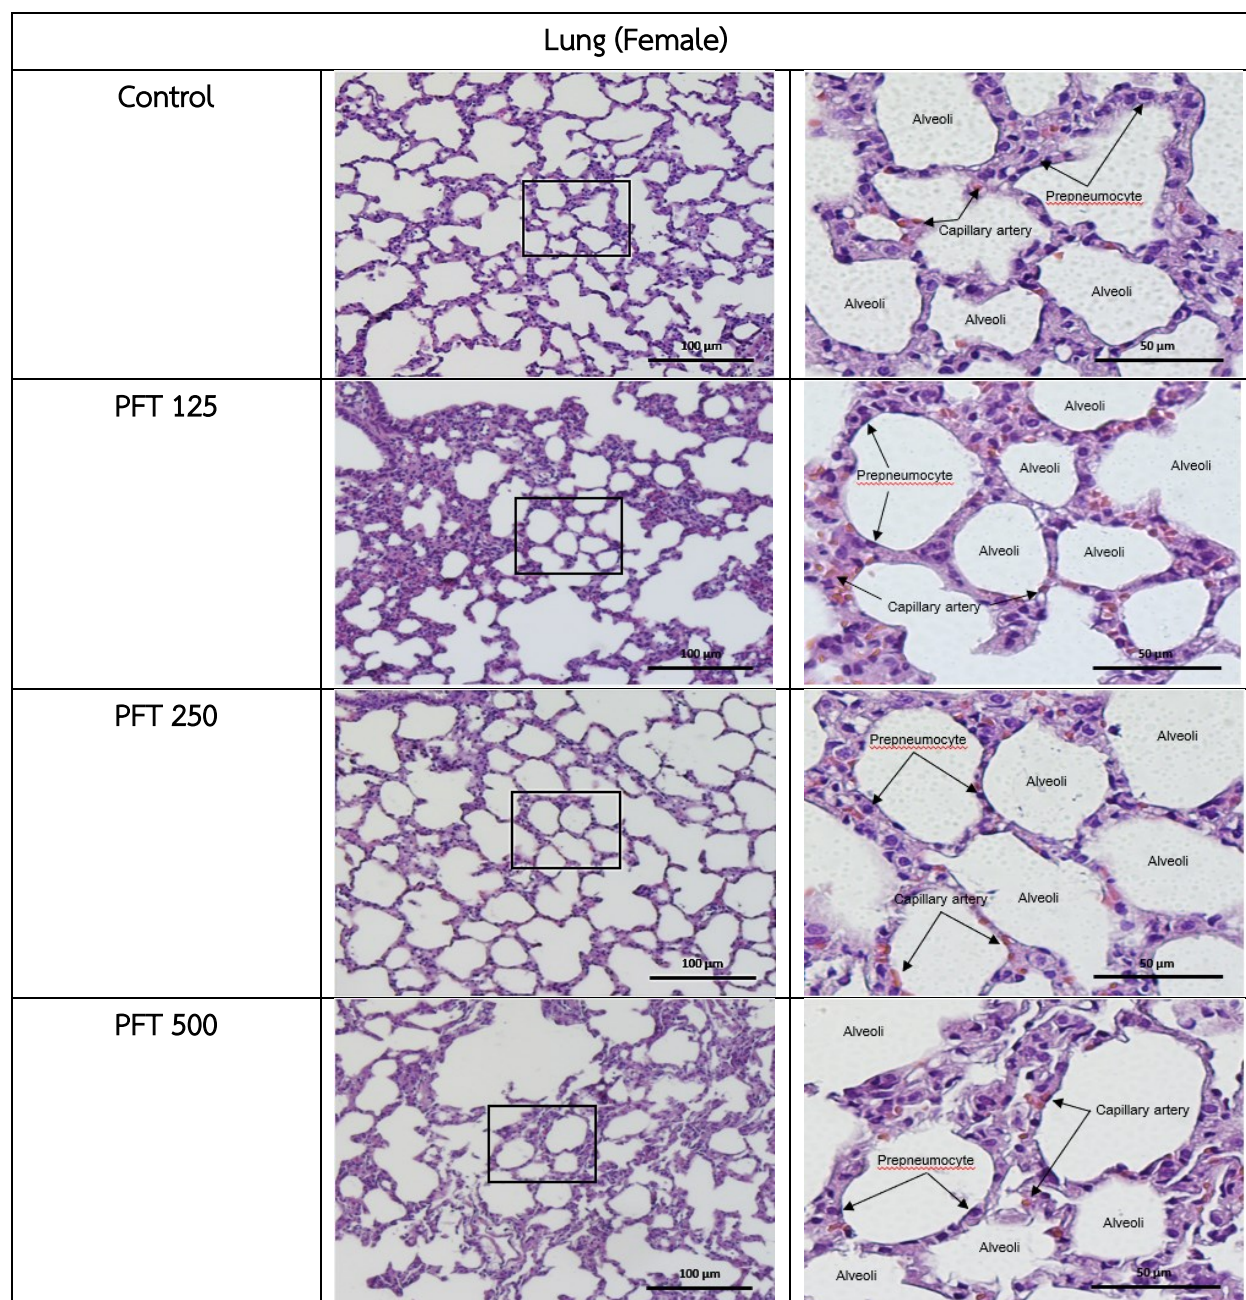 Lung (Female)
Control
100 µm
Alveoli
Prepneumocyte
Capillary artery
Alveoli
Alveoli
Alveoli
50 µm
PFT 125
100 µm
Alveoli
Alveoli
Alveoli
Prepneumocyte
Alveoli
Alveoli
Capillary artery
50 µm
PFT 250
100 µm
Prepneumocyte
Alveoli
Alveoli
Alveoli
Capillary artery
Alveoli
50 µm
PFT 500
100 µm
Alveoli
Capillary artery
Prepneumocyte
Alveoli
Alveoli
Alveoli
50 µm